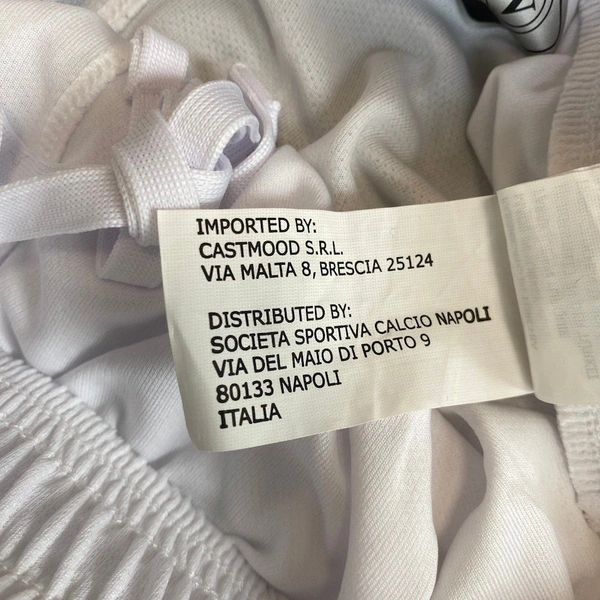 IMPORTED BY:
CASTMOOD S.R.L.
VIA MALTA 8, BRESCIA 25124
DISTRIBUTED BY:
SOCIETA SPORTIVA CALCIO NAPOLI
VIA DEL MAIO DI PORTO 9
80133 NAPOLI
ITALIA